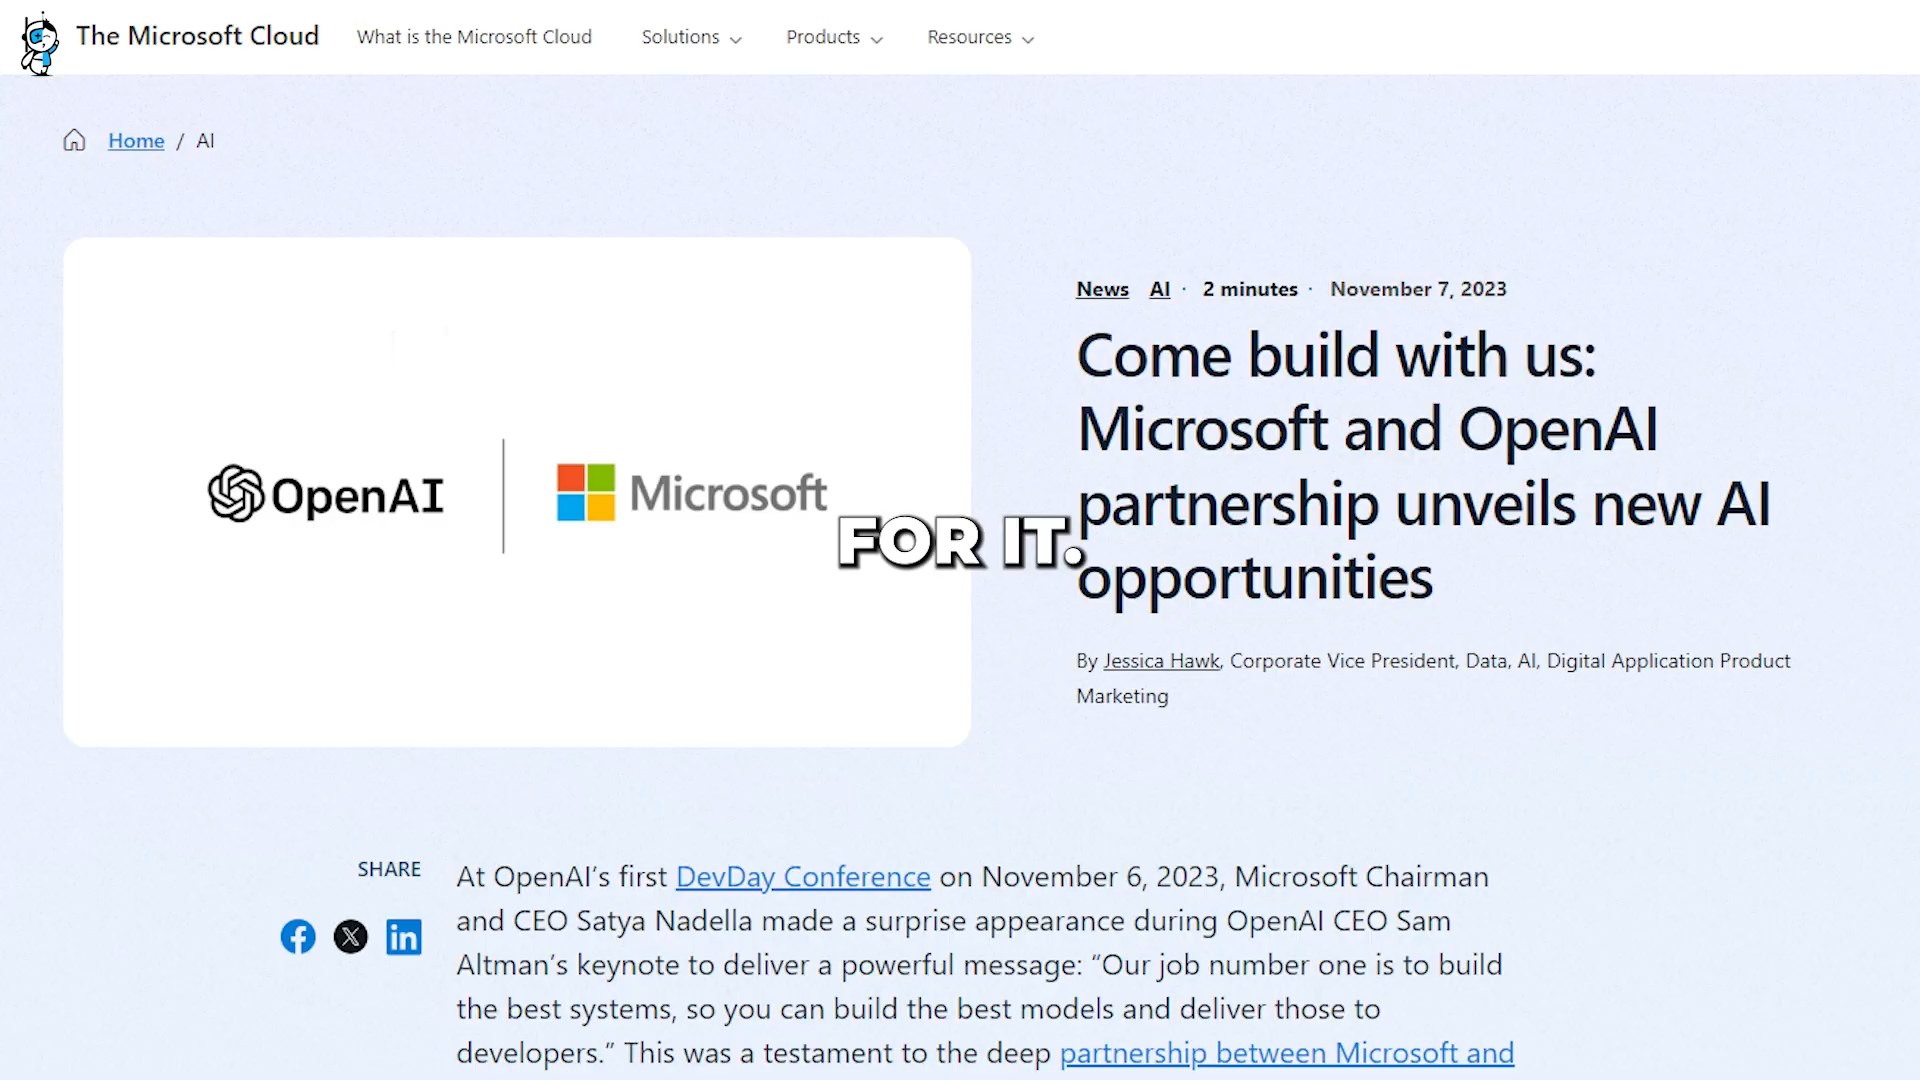 The Microsoft Cloud What is the Microsoft Cloud Solutions Products Resources
Home / AI
OpenAI Microsoft
FOR IT.
News AI · 2 minutes · November 7, 2023
Come build with us:
Microsoft and OpenAI
partnership unveils new AI
opportunities
By Jessica Hawk, Corporate Vice President, Data, AI, Digital Application Product
Marketing
SHARE
At OpenAI’s first DevDay Conference on November 6, 2023, Microsoft Chairman
and CEO Satya Nadella made a surprise appearance during OpenAI CEO Sam
Altman’s keynote to deliver a powerful message: “Our job number one is to build
the best systems, so you can build the best models and deliver those to
developers.” This was a testament to the deep partnership between Microsoft and